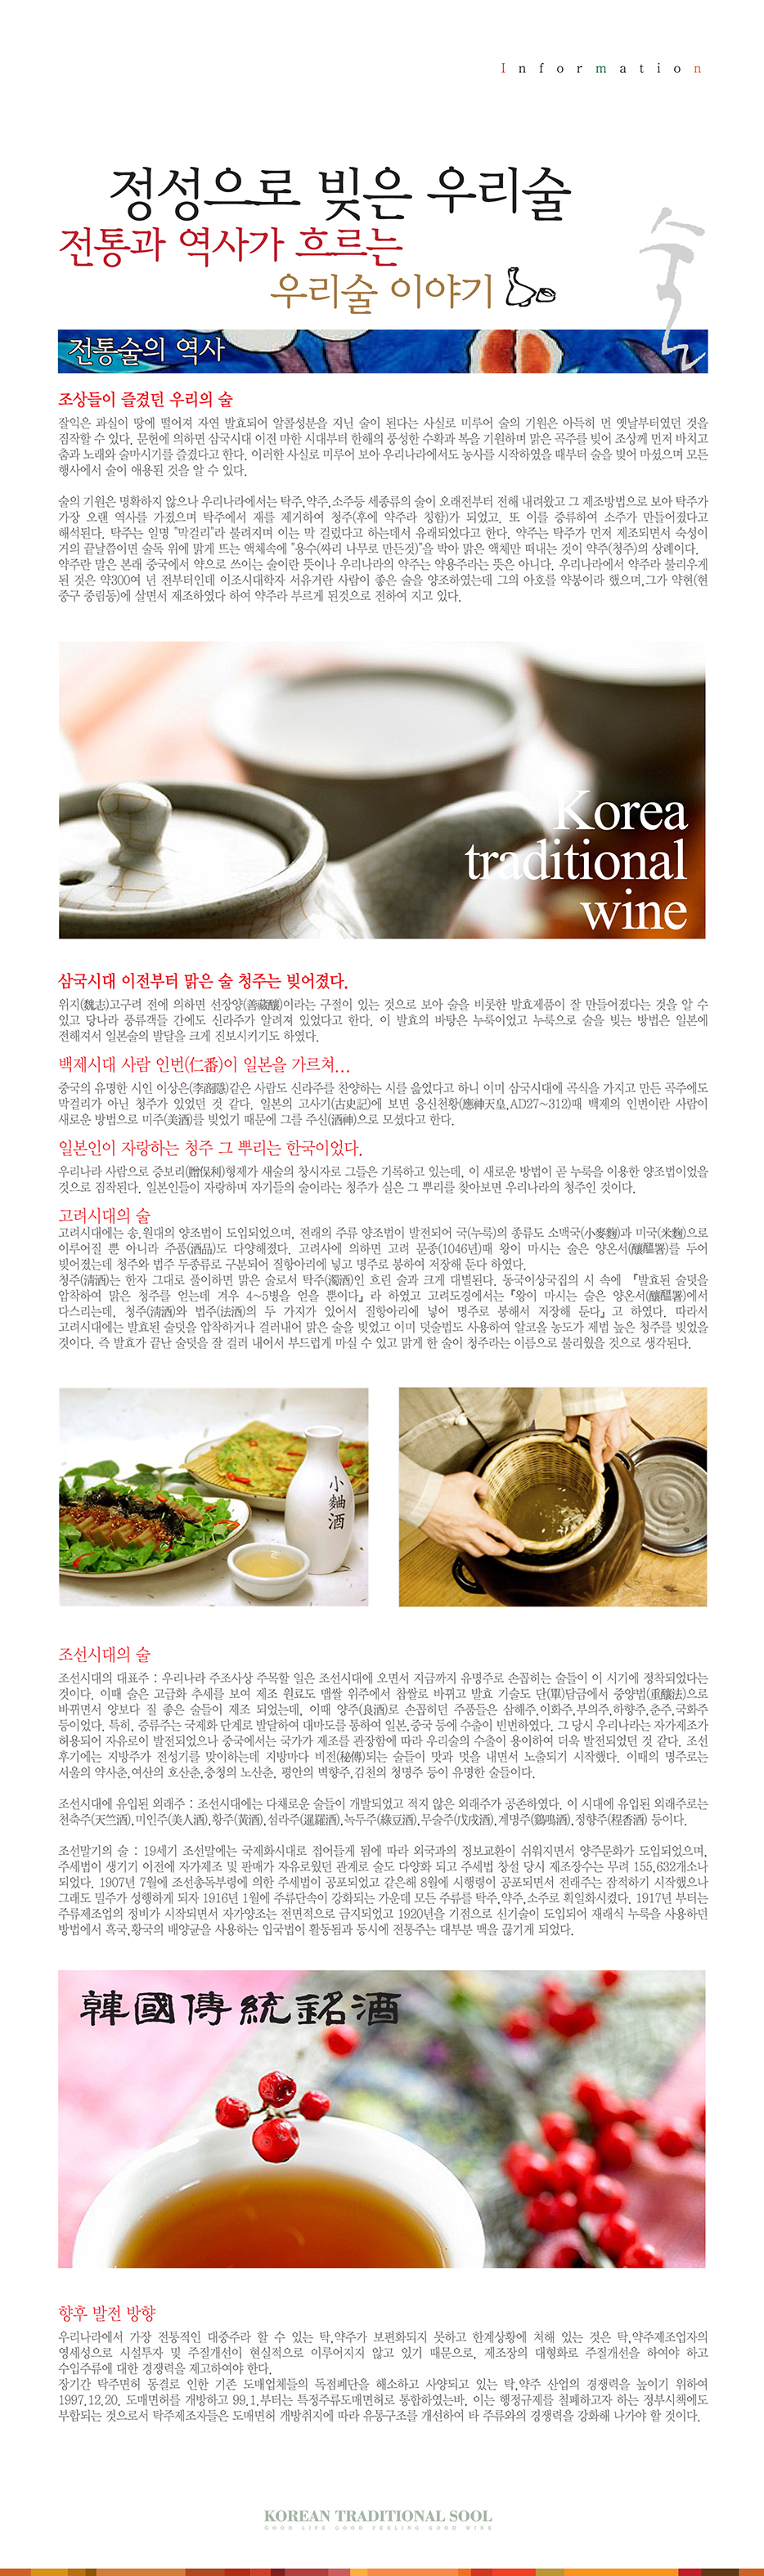 Information
정성으로 빚은 우리술
전통과 역사가 흐르는
우리술 이야기
술
전통술의 역사
조상들이 즐겼던 우리의 술
잘익은 과실이 땅에 떨어져 자연 발효되어 알콜성분을 지닌 술이 된다는 사실로 미루어 술의 기원은 아득히 먼 옛날부터였던 것을
짐작할 수 있다. 문헌에 의하면 삼국시대 이전 마한 시대부터 한해의 풍성한 수확과 복을 기원하며 맑은 곡주를 빚어 조상께 먼저 바치고
춤과 노래와 술마시기를 즐겼다고 한다. 이러한 사실로 미루어 보아 우리나라에서도 농사를 시작하였을 때부터 술을 빚어 마셨으며 모든
행사에서 술이 애용된 것을 알 수 있다.
술의 기원은 명확하지 않으나 우리나라에서는 탁주,약주,소주등 세종류의 술이 오래전부터 전해 내려왔고 그 제조방법으로 보아 탁주가
가장 오랜 역사를 가졌으며 탁주에서 재를 제거하여 청주(후에 약주라 칭함)가 되었고. 또 이를 증류하여 소주가 만들어졌다고
해석된다. 탁주는 일명 "막걸리"라 불려지며 이는 막 걸렀다고 하는데서 유래되었다고 한다. 약주는 탁주가 먼저 제조되면서 숙성이
거의 끝날쯤이면 술독 위에 맑게 뜨는 액체속에 "용수(싸리 나무로 만든것)"을 박아 맑은 액체만 떠내는 것이 약주(청주)의 상례이다.
약주란 말은 본래 중국에서 약으로 쓰이는 술이란 뜻이나 우리나라의 약주는 약용주라는 뜻은 아니다. 우리나라에서 약주라 불리우게
된 것은 약300여 년 전부터인데 이조시대학자 서유거란 사람이 좋은 술을 양조하였는데 그의 아호를 약봉이라 했으며,그가 약현(현
중구 중림동)에 살면서 제조하였다 하여 약주라 부르게 된것으로 전하여 지고 있다.
Korea
traditional
wine
삼국시대 이전부터 맑은 술 청주는 빚어졌다.
위지(魏志)고구려 전에 의하면 선장양(善藏釀)이라는 구절이 있는 것으로 보아 술을 비롯한 발효제품이 잘 만들어졌다는 것을 알 수
있고 당나라 풍류객들 간에도 신라주가 알려져 있었다고 한다. 이 발효의 바탕은 누룩이었고 누룩으로 술을 빚는 방법은 일본에
전해져서 일본술의 발달을 크게 진보시키기도 하였다.
백제시대 사람 인번(仁番)이 일본을 가르쳐...
중국의 유명한 시인 이상은(李商隱)같은 사람도 신라주를 찬양하는 시를 읊었다고 하니 이미 삼국시대에 곡식을 가지고 만든 곡주에도
막걸리가 아닌 청주가 있었던 것 같다. 일본의 고사기(古史記)에 보면 응신천황(應神天皇,AD27~312)때 백제의 인번이란 사람이
새로운 방법으로 미주(美酒)를 빚었기 때문에 그를 주신(酒神)으로 모셨다고 한다.
일본인이 자랑하는 청주 그 뿌리는 한국이었다.
우리나라 사람으로 증보리(贈保利)형제가 새술의 창시자로 그들은 기록하고 있는데, 이 새로운 방법이 곧 누룩을 이용한 양조법이었을
것으로 짐작된다. 일본인들이 자랑하며 자기들의 술이라는 청주가 실은 그 뿌리를 찾아보면 우리나라의 청주인 것이다.
고려시대의 술
고려시대에는 송,원대의 양조법이 도입되었으며, 전래의 주류 양조법이 발전되어 국(누룩)의 종류도 소맥국(小麥麴)과 미국(米麴)으로
이루어질 뿐 아니라 주품(酒品)도 다양해졌다. 고려사에 의하면 고려 문종(1046년)때 왕이 마시는 술은 양온서(釀醞署)를 두어
빚어졌는데 청주와 법주 두종류로 구분되어 질항아리에 넣고 명주로 봉하여 저장해 둔다 하였다.
청주(淸酒)는 한자 그대로 풀이하면 맑은 술로서 탁주(濁酒)인 흐린 술과 크게 대별된다. 동국이상국집의 시 속에 『발효된 술덧을
압착하여 맑은 청주를 얻는데 겨우 4~5병을 얻을 뿐이다』라 하였고 고려도경에서는『왕이 마시는 술은 양온서(釀醞署)에서
다스리는데, 청주(淸酒)와 법주(法酒)의 두 가지가 있어서 질항아리에 넣어 명주로 봉해서 저장해 둔다』고 하였다. 따라서
고려시대에는 발효된 술덧을 압착하거나 걸러내어 맑은 술을 빚었고 이미 덧술법도 사용하여 알코올 농도가 제법 높은 청주를 빚었을
것이다. 즉 발효가 끝난 술덧을 잘 걸러 내어서 부드럽게 마실 수 있고 맑게 한 술이 청주라는 이름으로 불리웠을 것으로 생각된다.
小麯酒
조선시대의 술
조선시대의 대표주 : 우리나라 주조사상 주목할 일은 조선시대에 오면서 지금까지 유명주로 손꼽히는 술들이 이 시기에 정착되었다는
것이다. 이때 술은 고급화 추세를 보여 제조 원료도 맵쌀 위주에서 찹쌀로 바뀌고 발효 기술도 단(單)담금에서 중양법(重釀法)으로
바뀌면서 양보다 질 좋은 술들이 제조 되었는데, 이때 양주(良酒)로 손꼽히던 주품들은 삼해주,이화주,부의주,하향주,춘주,국화주
등이었다. 특히, 증류주는 국제화 단계로 발달하여 대마도를 통하여 일본,중국 등에 수출이 빈번하였다. 그 당시 우리나라는 자가제조가
허용되어 자유로이 발전되었으나 중국에서는 국가가 제조를 관장함에 따라 우리술의 수출이 용이하여 더욱 발전되었던 것 같다. 조선
후기에는 지방주가 전성기를 맞이하는데 지방마다 비전(秘傳)되는 술들이 맛과 멋을 내면서 노출되기 시작했다. 이때의 명주로는
서울의 약사춘,여산의 호산춘,충청의 노산춘, 평안의 벽향주,김천의 청명주 등이 유명한 술들이다.
조선시대에 유입된 외래주 : 조선시대에는 다채로운 술들이 개발되었고 적지 않은 외래주가 공존하였다. 이 시대에 유입된 외래주로는
천축주(天竺酒),미인주(美人酒),황주(黃酒),섬라주(暹羅酒),녹두주(綠豆酒),무술주(戊戌酒),계명주(鷄鳴酒),정향주(程香酒) 등이다.
조선말기의 술 : 19세기 조선말에는 국제화시대로 접어들게 됨에 따라 외국과의 정보교환이 쉬워지면서 양주문화가 도입되었으며,
주세법이 생기기 이전에 자가제조 및 판매가 자유로웠던 관계로 술도 다양화 되고 주세법 창설 당시 제조장수는 무려 155,632개소나
되었다. 1907년 7월에 조선총독부령에 의한 주세법이 공포되었고 같은해 8월에 시행령이 공포되면서 전래주는 잠적하기 시작했으나
그래도 밀주가 성행하게 되자 1916년 1월에 주류단속이 강화되는 가운데 모든 주류를 탁주,약주,소주로 획일화시켰다. 1917년 부터는
주류제조업의 정비가 시작되면서 자가양조는 전면적으로 금지되었고 1920년을 기점으로 신기술이 도입되어 재래식 누룩을 사용하던
방법에서 흑국,황국의 배양균을 사용하는 입국법이 활동됨과 동시에 전통주는 대부분 맥을 끊기게 되었다.
韓國傳統銘酒
향후 발전 방향
우리나라에서 가장 전통적인 대중주라 할 수 있는 탁,약주가 보편화되지 못하고 한계상황에 처해 있는 것은 탁,약주제조업자의
영세성으로 시설투자 및 주질개선이 현실적으로 이루어지지 않고 있기 때문으로, 제조장의 대형화로 주질개선을 하여야 하고
수입주류에 대한 경쟁력을 제고하여야 한다.
장기간 탁주면허 동결로 인한 기존 도매업체들의 독점폐단을 해소하고 사양되고 있는 탁,약주 산업의 경쟁력을 높이기 위하여
1997.12.20. 도매면허를 개방하고 99.1.부터는 특정주류도매면허로 통합하였는바, 이는 행정규제를 철폐하고자 하는 정부시책에도
부합되는 것으로서 탁주제조자들은 도매면허 개방취지에 따라 유통구조를 개선하여 타 주류와의 경쟁력을 강화해 나가야 할 것이다.
KOREAN TRADITIONAL SOOL
GOOD LIFE GOOD FEELING GOOD WINE